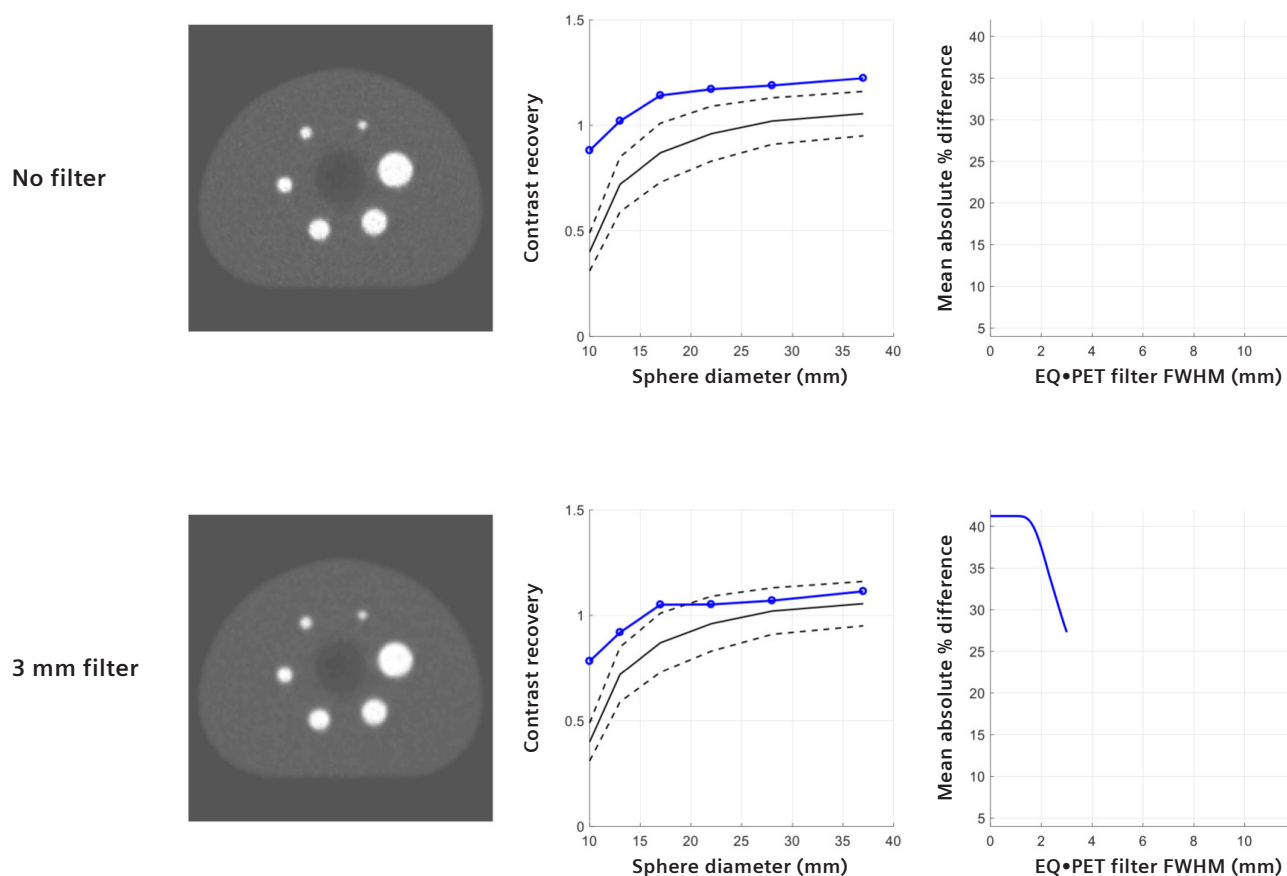 No filter
Contrast recovery
1.5
1
0.5
0
10 15 20 25 30 35 40
Sphere diameter (mm)
Mean absolute % difference
40
35
30
25
20
15
10
5
0 2 4 6 8 10
EQ•PET filter FWHM (mm)
3 mm filter
Contrast recovery
1.5
1
0.5
0
10 15 20 25 30 35 40
Sphere diameter (mm)
Mean absolute % difference
40
35
30
25
20
15
10
5
0 2 4 6 8 10
EQ•PET filter FWHM (mm)